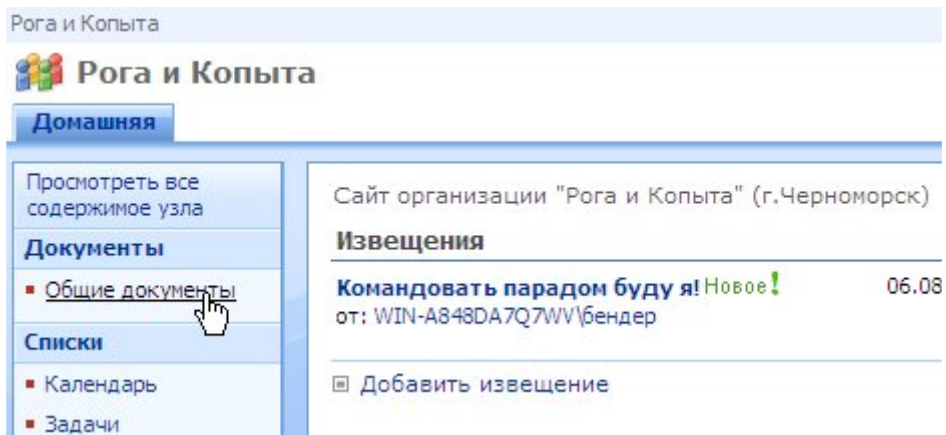 Рога и Копыта
Рога и Копыта
Домашняя
Просмотреть все
содержимое узла
Документы
Общие документы
Списки
Календарь
Задачи
Сайт организации "Рога и Копыта" (г.Черноморск)
Извещения
Командовать парадом буду я! Новое! 06.08
от: WIN-A848DA7Q7WV\бендер
Добавить извещение